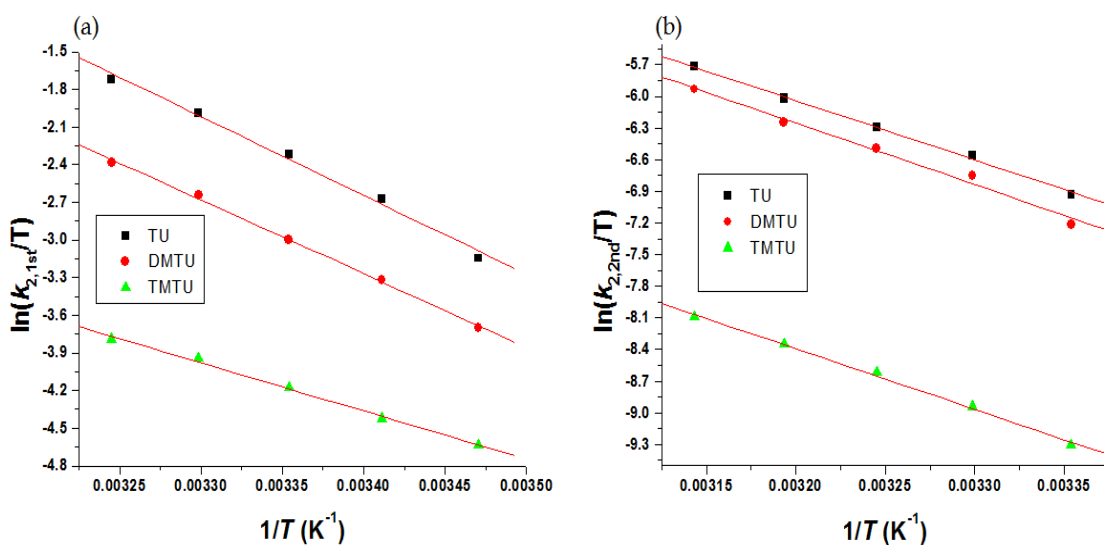 (a)
ln(k2,1st/T)
-1.5
-1.8
-2.1
-2.4
-2.7
-3.0
-3.3
-3.6
-3.9
-4.2
-4.5
-4.8
TU
DMTU
TMTU
0.00325 0.00330 0.00335 0.00340 0.00345 0.00350
1/T (K-1)
(b)
ln(k2,2nd/T)
-5.7
-6.0
-6.3
-6.6
-6.9
-7.2
-7.5
-7.8
-8.1
-8.4
-8.7
-9.0
-9.3
TU
DMTU
TMTU
0.00315 0.00320 0.00325 0.00330 0.00335
1/T (K-1)